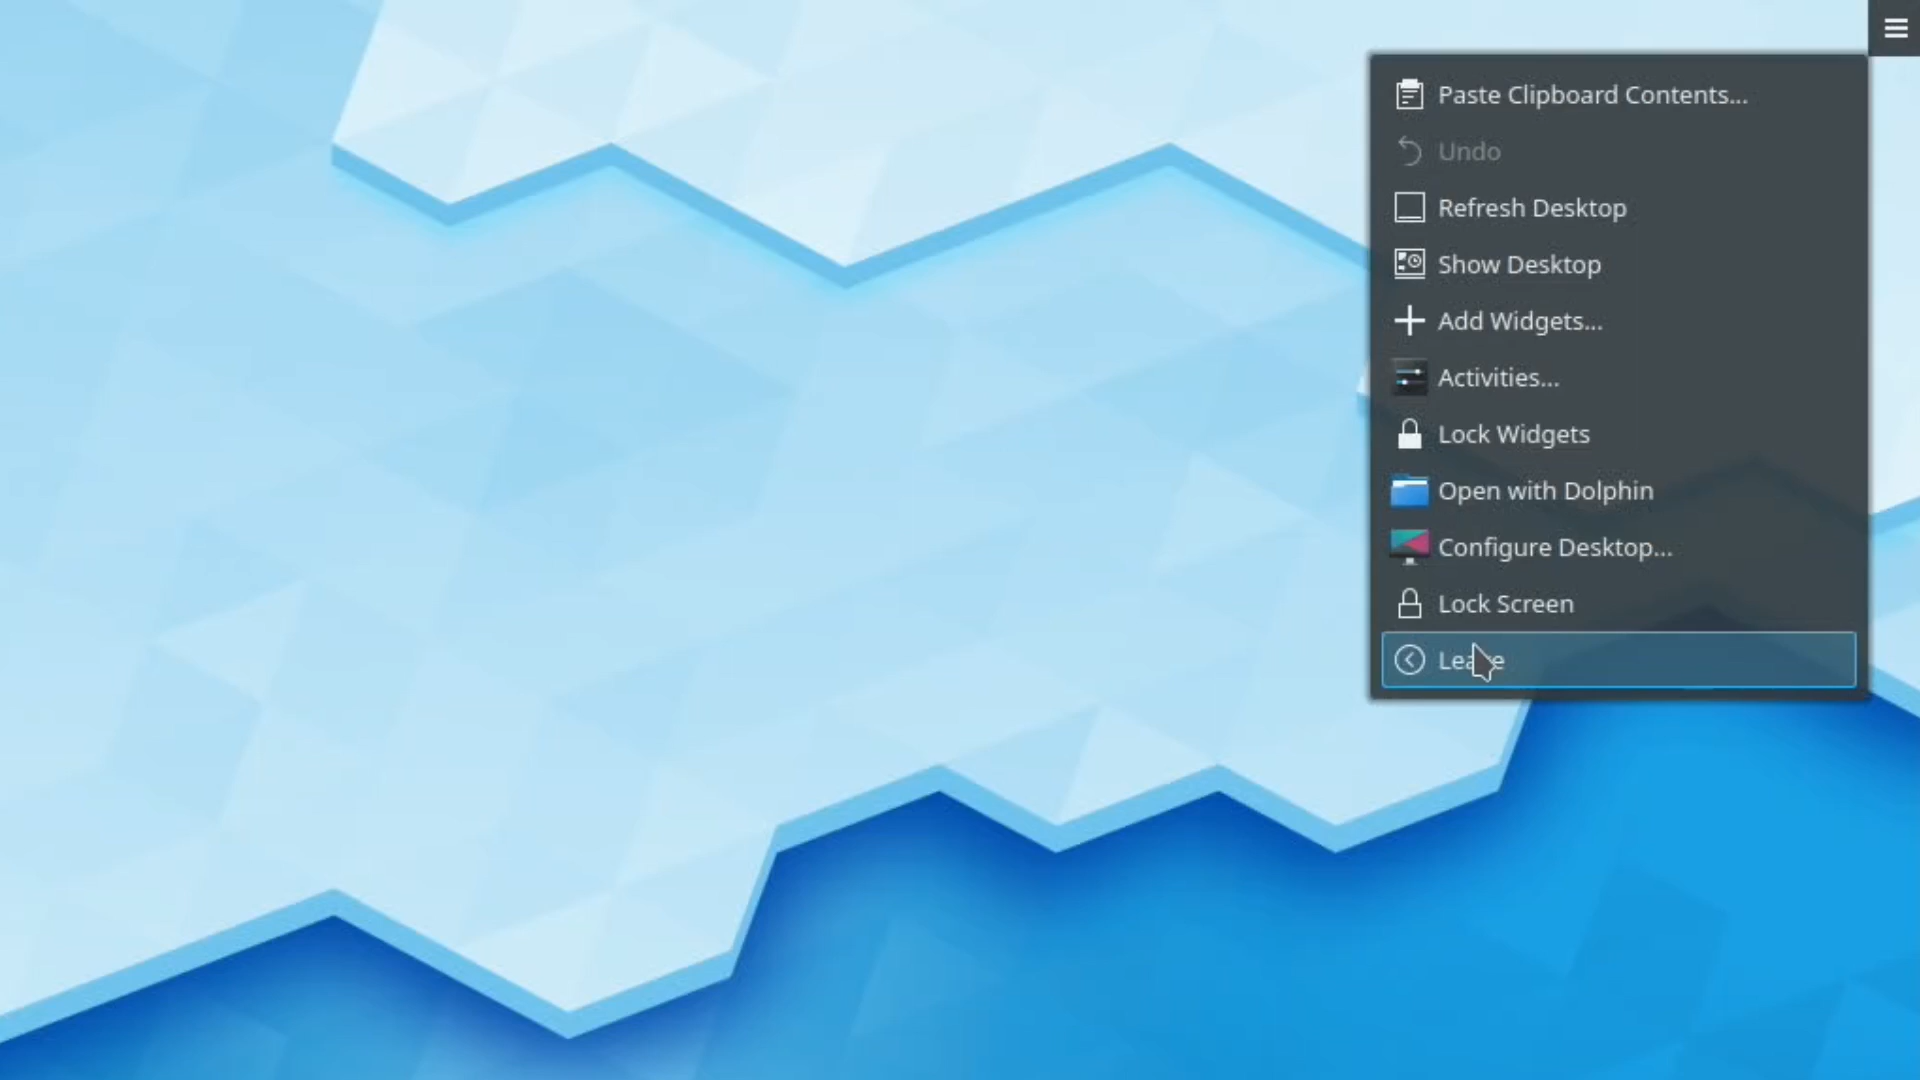 Paste Clipboard Contents...
Undo
Refresh Desktop
Show Desktop
Add Widgets...
Activities...
Lock Widgets
Open with Dolphin
Configure Desktop...
Lock Screen
Leave